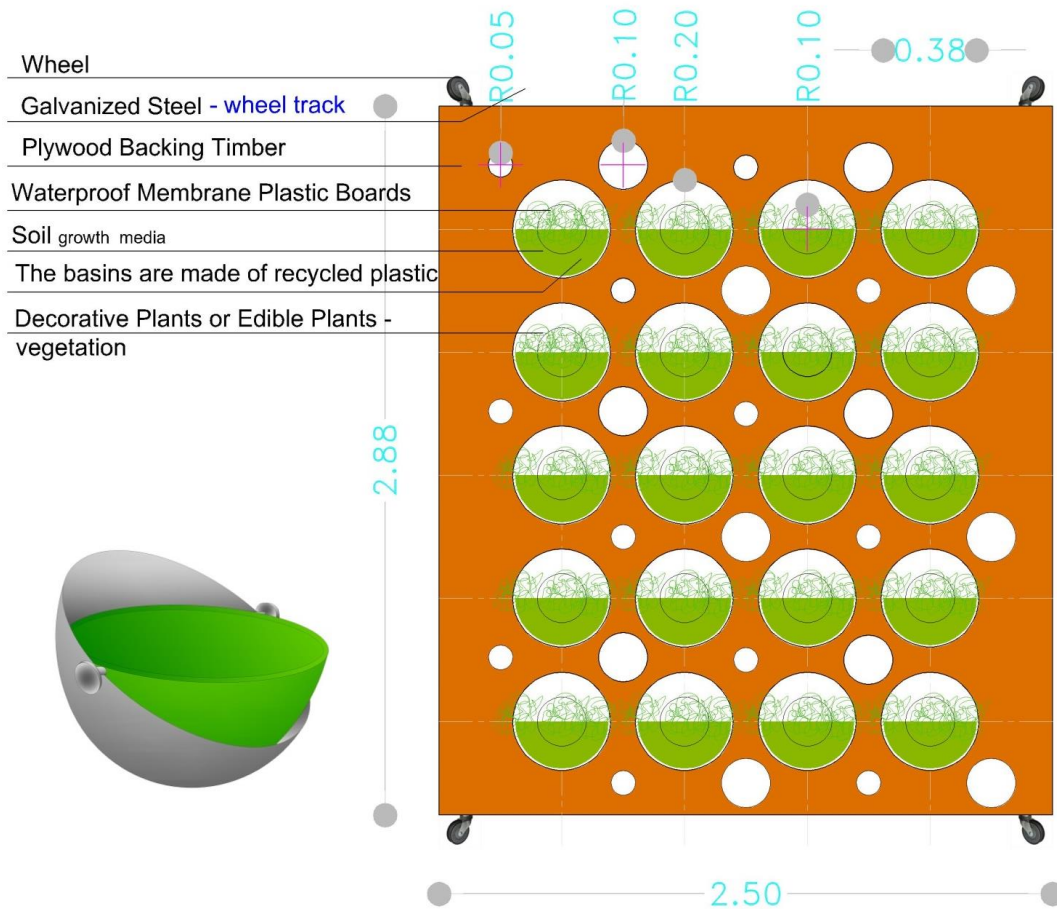 R0.05
R0.10
R0.20
R0.10
0.38
Wheel
Galvanized Steel - wheel track
Plywood Backing Timber
Waterproof Membrane Plastic Boards
Soil growth media
The basins are made of recycled plastic
Decorative Plants or Edible Plants -
vegetation
2.88
2.50